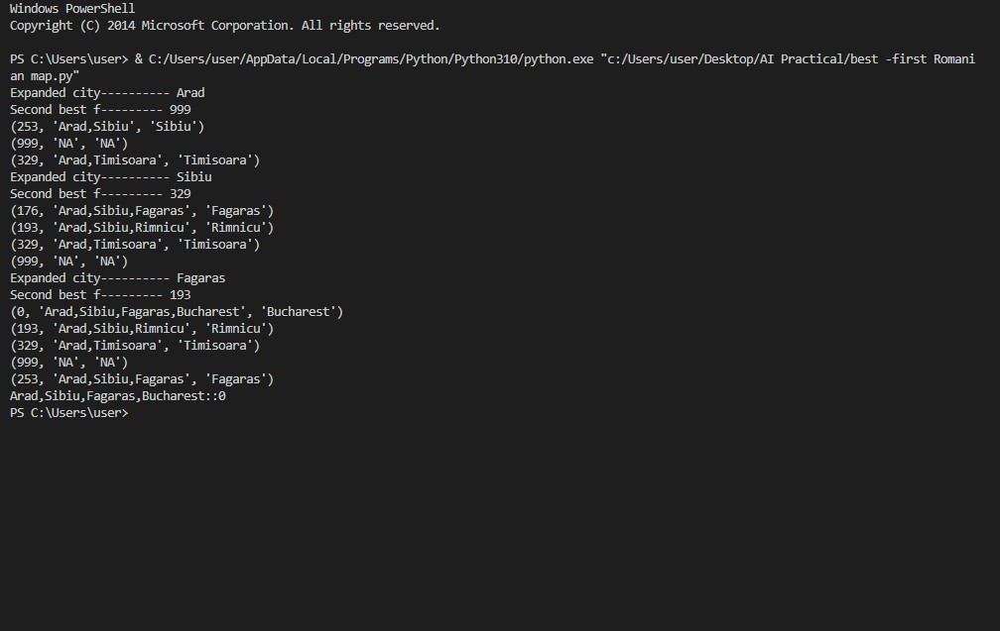 Windows PowerShell
Copyright (C) 2014 Microsoft Corporation. All rights reserved.
PS C:\Users\user> & C:/Users/user/AppData/Local/Programs/Python/Python310/python.exe "c:/Users/user/Desktop/AI Practical/best -first Romani
an map.py"
Expanded city---------- Arad
Second best f--------- 999
(253, 'Arad,Sibiu', 'Sibiu')
(999, 'NA', 'NA')
(329, 'Arad,Timisoara', 'Timisoara')
Expanded city---------- Sibiu
Second best f--------- 329
(176, 'Arad,Sibiu,Fagaras', 'Fagaras')
(193, 'Arad,Sibiu,Rimnicu', 'Rimnicu')
(329, 'Arad,Timisoara', 'Timisoara')
(999, 'NA', 'NA')
Expanded city---------- Fagaras
Second best f--------- 193
(0, 'Arad,Sibiu,Fagaras,Bucharest', 'Bucharest')
(193, 'Arad,Sibiu,Rimnicu', 'Rimnicu')
(329, 'Arad,Timisoara', 'Timisoara')
(999, 'NA', 'NA')
(253, 'Arad,Sibiu,Fagaras', 'Fagaras')
Arad,Sibiu,Fagaras,Bucharest::0
PS C:\Users\user>